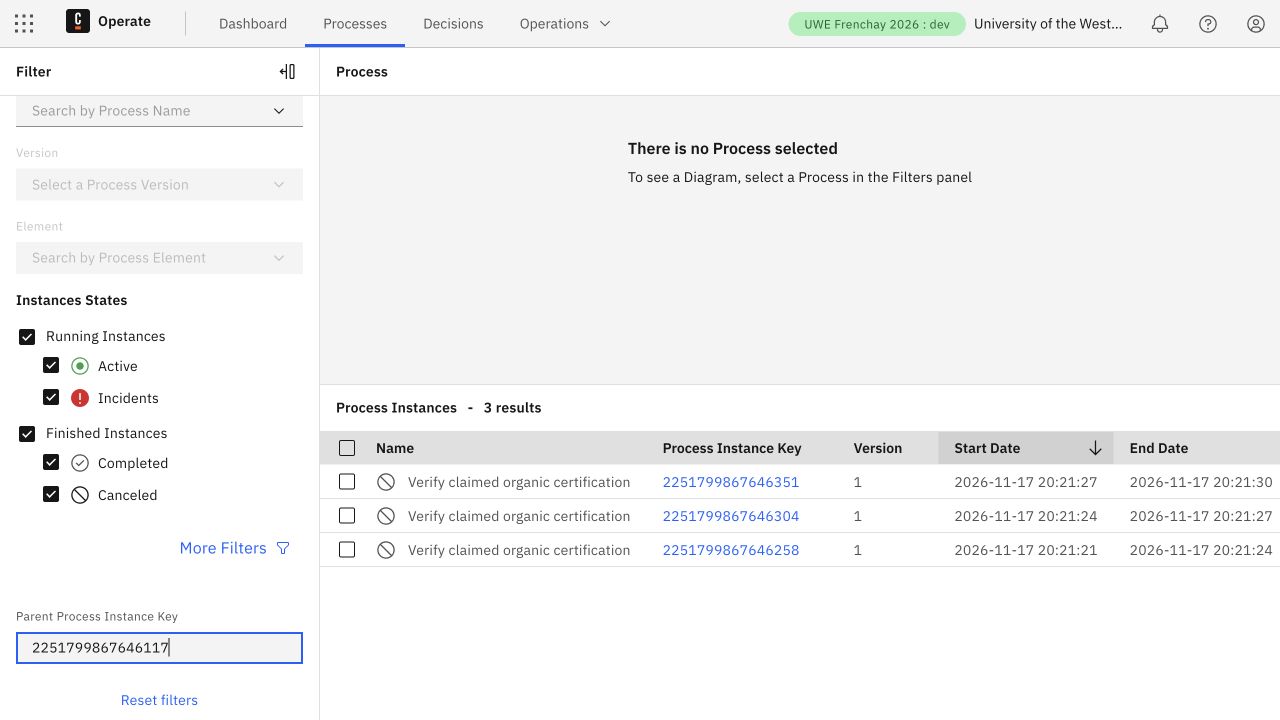 Operate
Dashboard
Processes
Decisions
Operations
UWE Frenchay 2026 : dev
University of the West...
Filter
Search by Process Name
Version
Select a Process Version
Element
Search by Process Element
Instances States
Running Instances
Active
Incidents
Finished Instances
Completed
Canceled
More Filters
Parent Process Instance Key
2251799867646117
Reset filters
Process
There is no Process selected
To see a Diagram, select a Process in the Filters panel
Process Instances - 3 results
Name Process Instance Key Version Start Date End Date
Verify claimed organic certification 2251799867646351 1 2026-11-17 20:21:27 2026-11-17 20:21:30
Verify claimed organic certification 2251799867646304 1 2026-11-17 20:21:24 2026-11-17 20:21:27
Verify claimed organic certification 2251799867646258 1 2026-11-17 20:21:21 2026-11-17 20:21:24